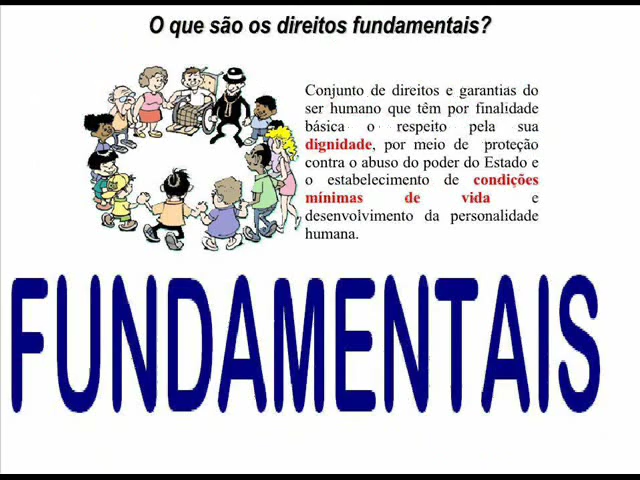 O que são os direitos fundamentais?
Conjunto de direitos e garantias do
ser humano que têm por finalidade
básica o respeito pela sua
dignidade, por meio de proteção
contra o abuso do poder do Estado e
o estabelecimento de condições
mínimas de vida e
desenvolvimento da personalidade
humana.
FUNDAMENTAIS